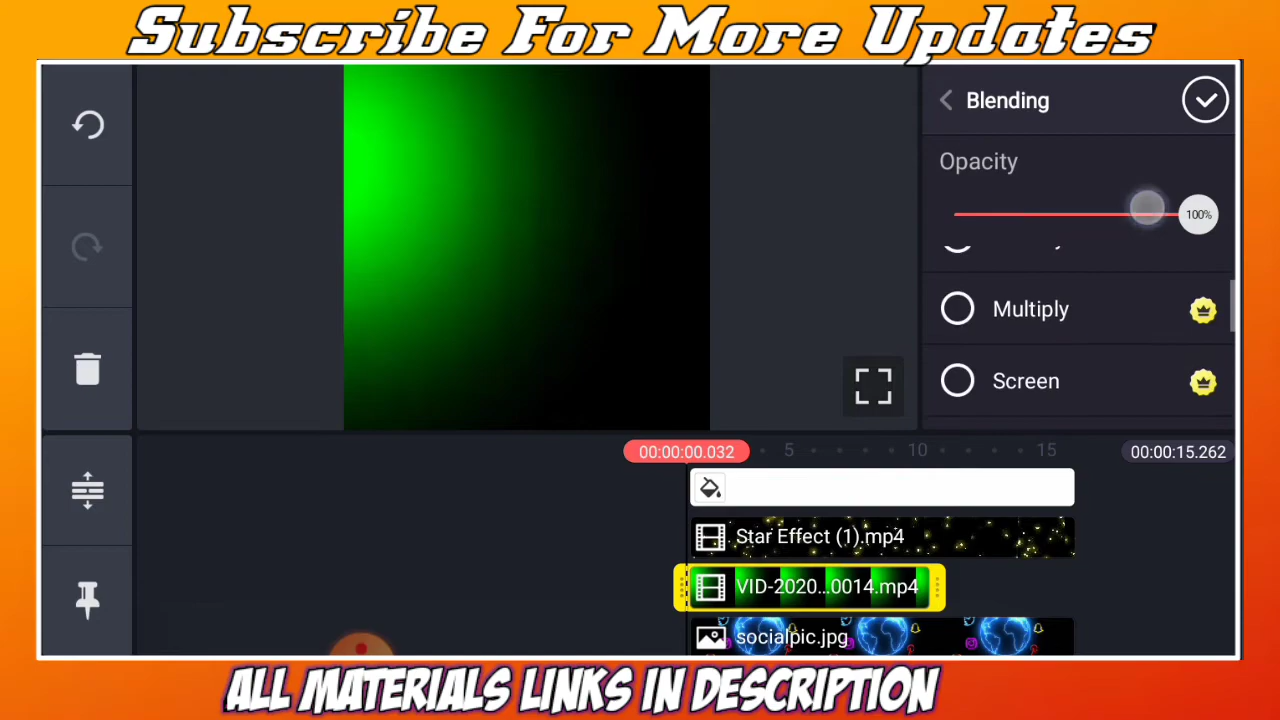 Subscribe For More Updates
Blending
Opacity
100%
Multiply
Screen
00:00:00.032
5
10
15
00:00:15.262
Star Effect (1).mp4
VID-2020...0014.mp4
socialpic.jpg
ALL MATERIALS LINKS IN DESCRIPTION